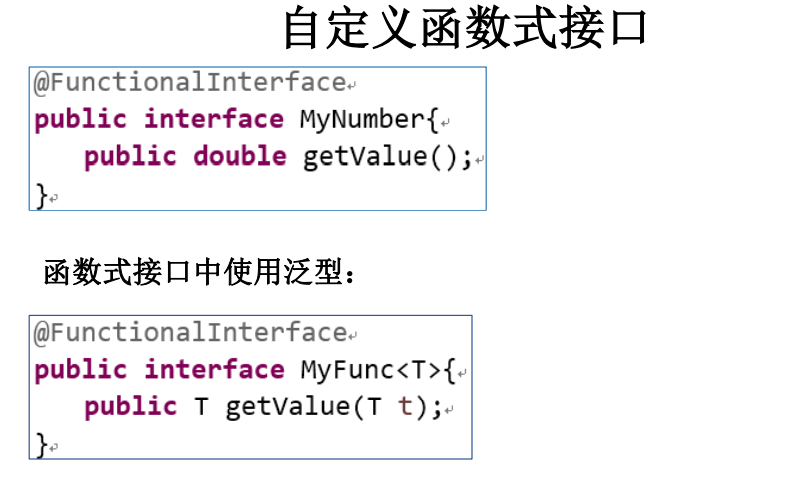 自定义函数式接口
@FunctionalInterface
public interface MyNumber{
public double getValue();
}
函数式接口中使用泛型：
@FunctionalInterface
public interface MyFunc<T>{
public T getValue(T t);
}